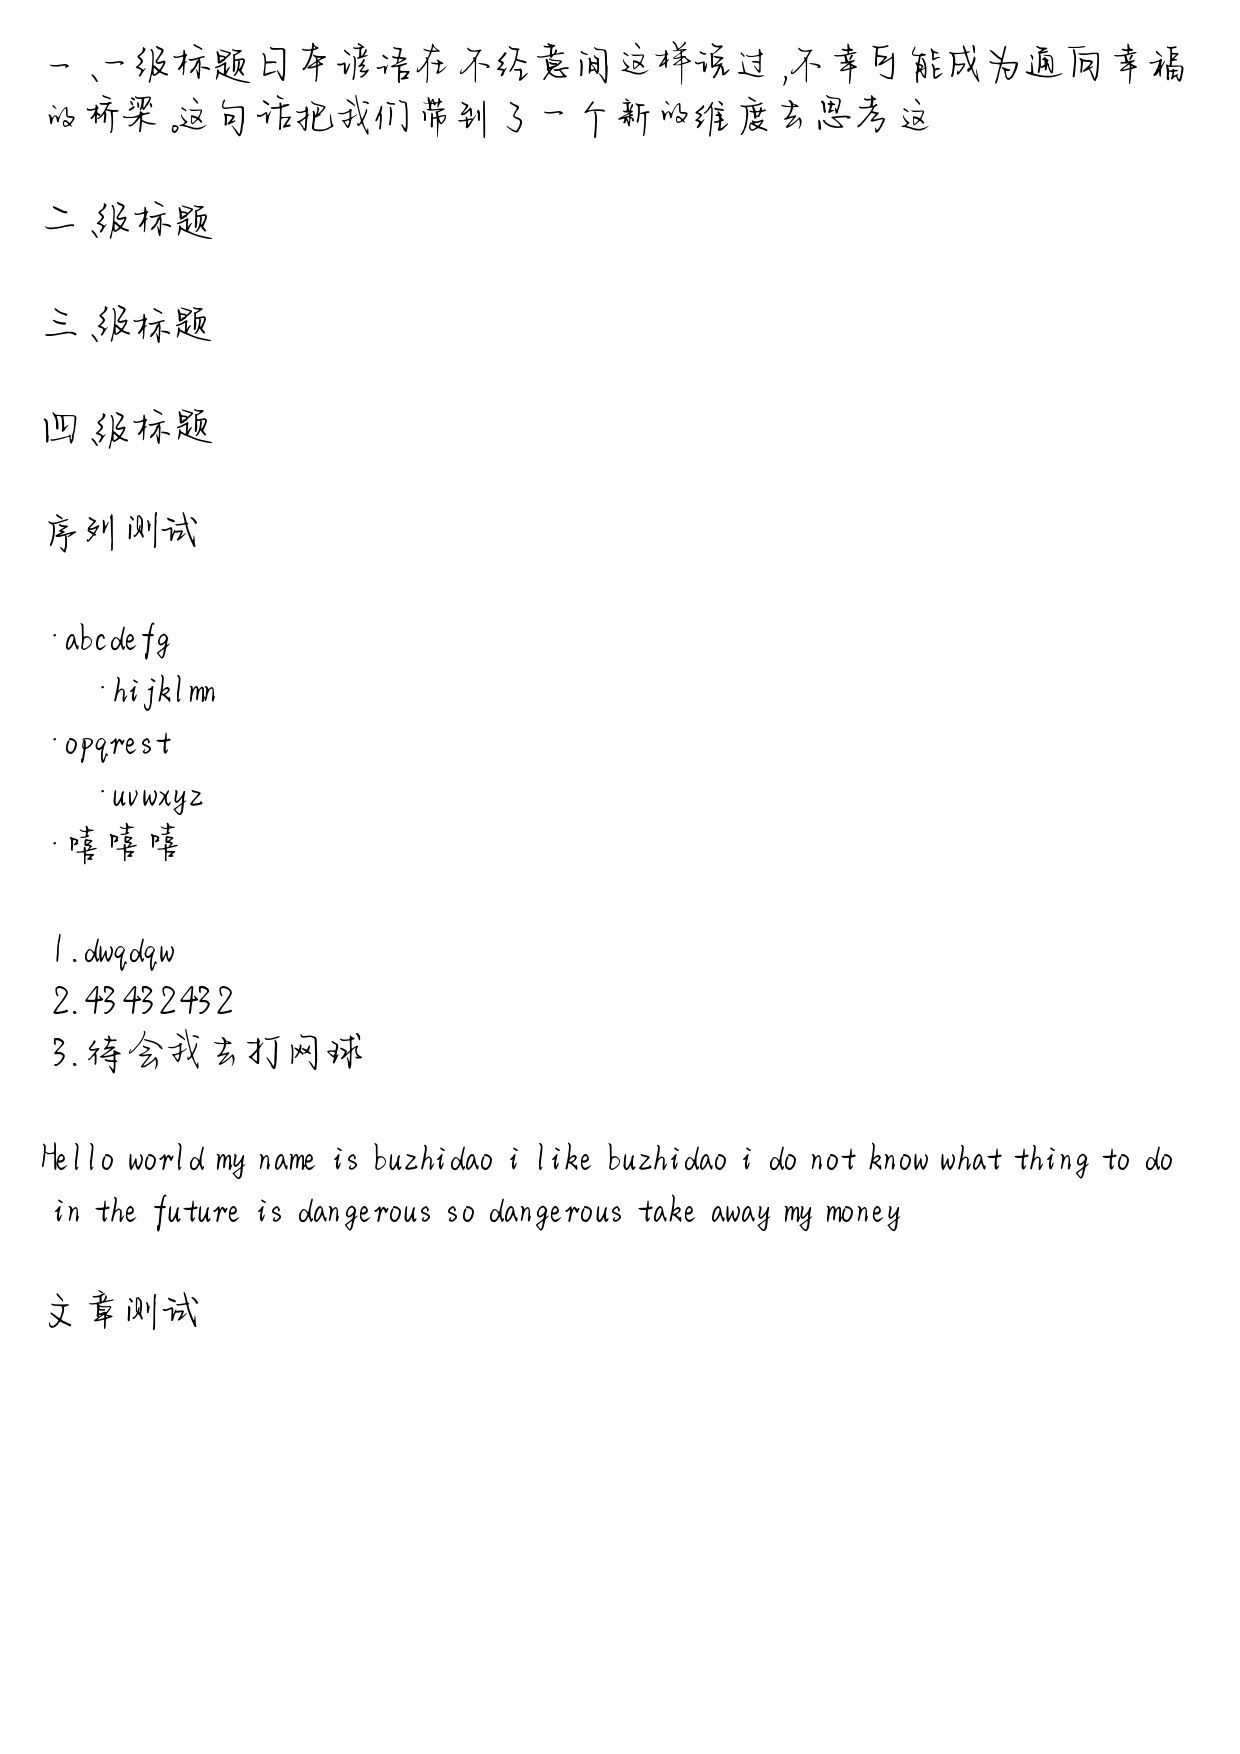 一、一级标题日本谚语在不经意间这样说过,不幸可能成为通向幸福
的桥梁。这句话把我们带到了一个新的维度去思考这
二级标题
三级标题
四级标题
序列测试
·abcdefg
·hijklmn
·opqrest
·uvwxyz
·嘻嘻嘻
1.dwqdqw
2.43432432
3.待会我去打网球
Hello world my name is buzhidao i like buzhidao i do not know what thing to do
in the future is dangerous so dangerous take away my money
文章测试